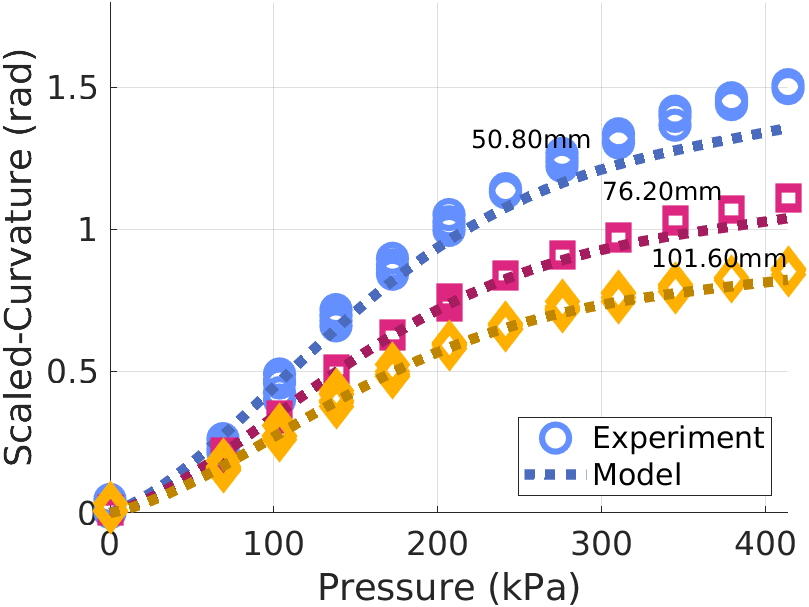 Scaled-Curvature (rad)
1.5
1
0.5
0
50.80mm
76.20mm
101.60mm
Experiment
Model
0 100 200 300 400
Pressure (kPa)